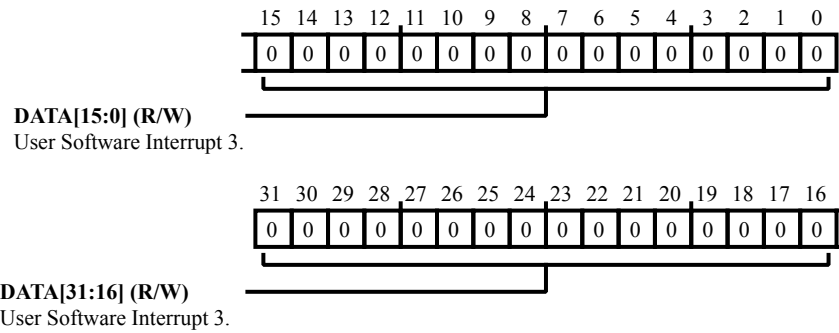 15 14 13 12 11 10 9 8 7 6 5 4 3 2 1 0
0 0 0 0 0 0 0 0 0 0 0 0 0 0 0 0
DATA[15:0] (R/W)
User Software Interrupt 3.
31 30 29 28 27 26 25 24 23 22 21 20 19 18 17 16
0 0 0 0 0 0 0 0 0 0 0 0 0 0 0 0
DATA[31:16] (R/W)
User Software Interrupt 3.